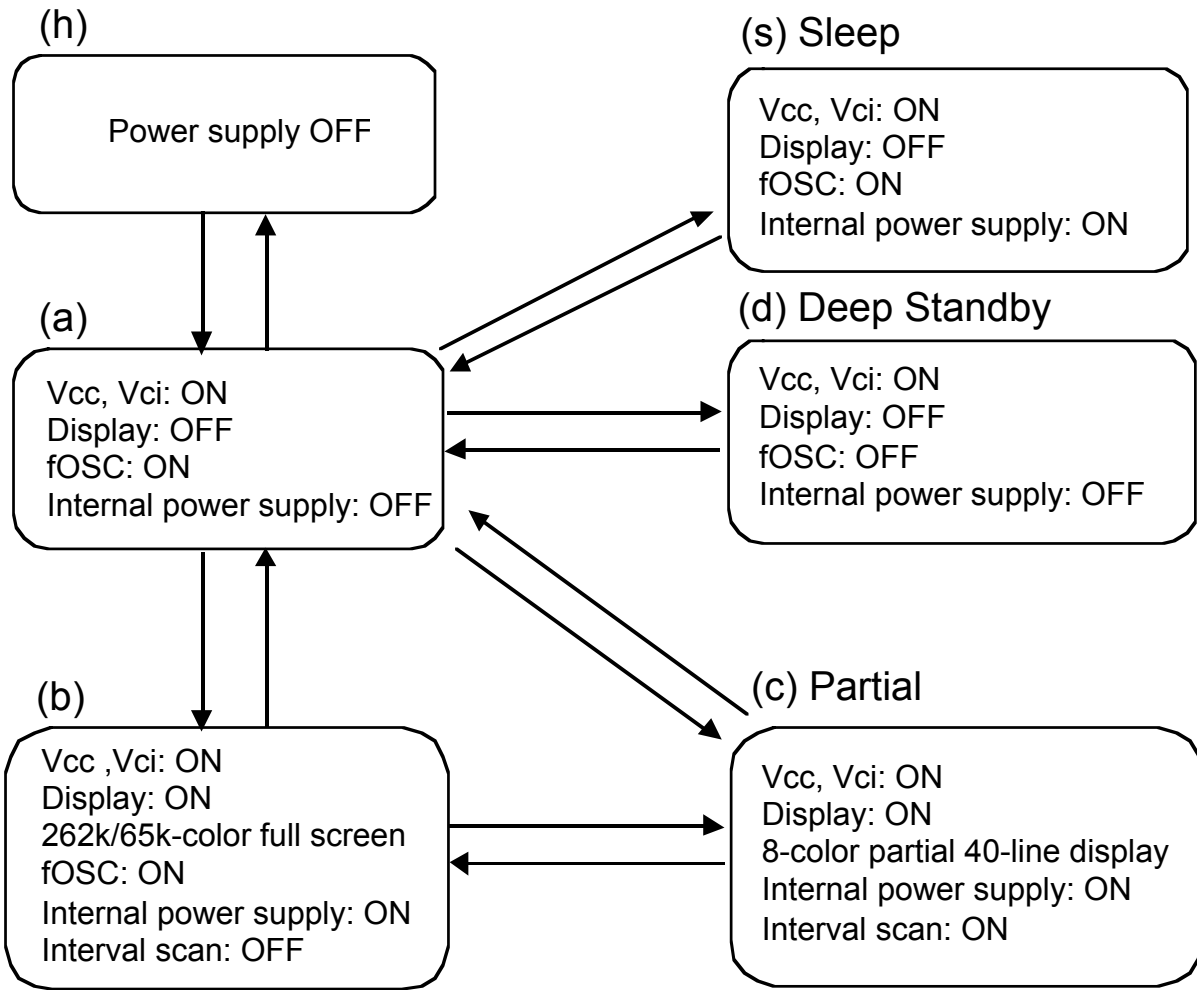 (h)
Power supply OFF
(s) Sleep
Vcc, Vci: ON
Display: OFF
fOSC: ON
Internal power supply: ON
(a)
Vcc, Vci: ON
Display: OFF
fOSC: ON
Internal power supply: OFF
(d) Deep Standby
Vcc, Vci: ON
Display: OFF
fOSC: OFF
Internal power supply: OFF
(b)
Vcc ,Vci: ON
Display: ON
262k/65k-color full screen
fOSC: ON
Internal power supply: ON
Interval scan: OFF
(c) Partial
Vcc, Vci: ON
Display: ON
8-color partial 40-line display
Internal power supply: ON
Interval scan: ON